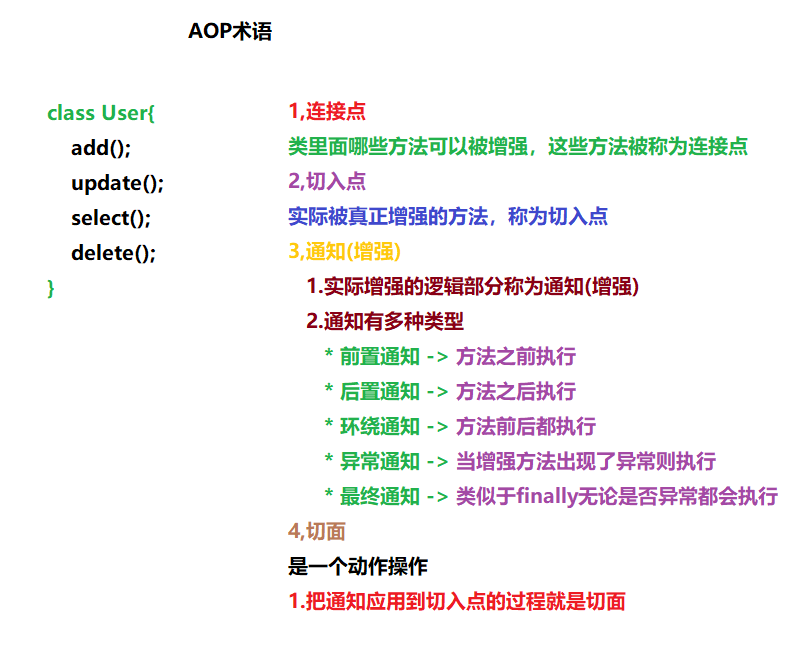 AOP术语
class User{
add();
update();
select();
delete();
}
1,连接点
类里面哪些方法可以被增强，这些方法被称为连接点
2,切入点
实际被真正增强的方法，称为切入点
3,通知(增强)
1.实际增强的逻辑部分称为通知(增强)
2.通知有多种类型
* 前置通知 -> 方法之前执行
* 后置通知 -> 方法之后执行
* 环绕通知 -> 方法前后都执行
* 异常通知 -> 当增强方法出现了异常则执行
* 最终通知 -> 类似于finally无论是否异常都会执行
4,切面
是一个动作操作
1.把通知应用到切入点的过程就是切面